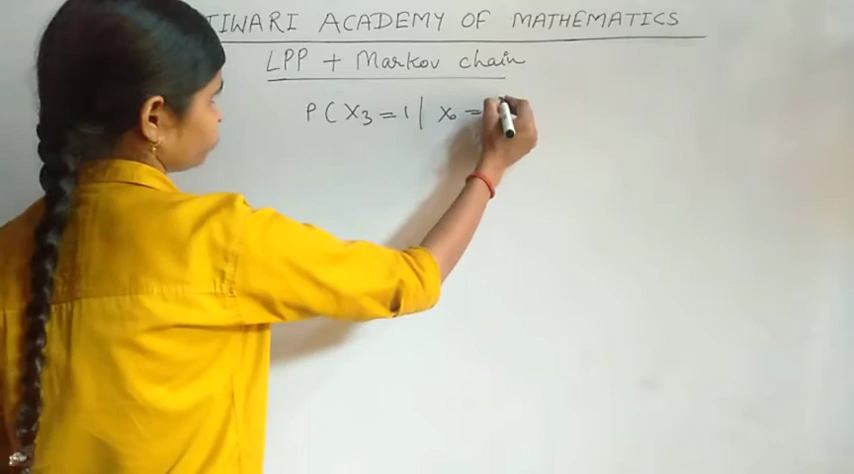 TIWARI ACADEMY OF MATHEMATICS
LPP + Markov chain
P(X₃ = 1 | X₀ =